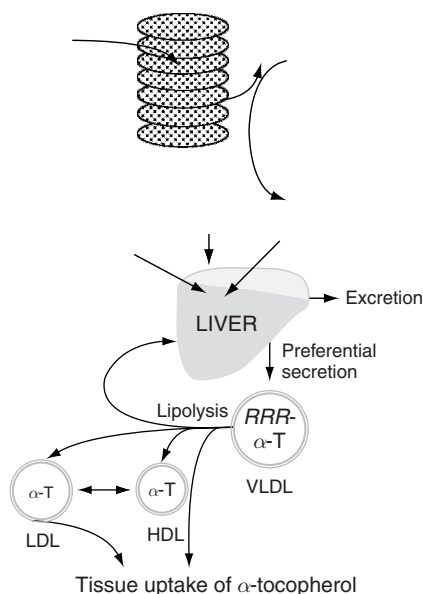 Excretion
LIVER
Preferential
secretion
Lipolysis
RRR-
α-T
VLDL
α-T
α-T
LDL
HDL
Tissue uptake of α-tocopherol